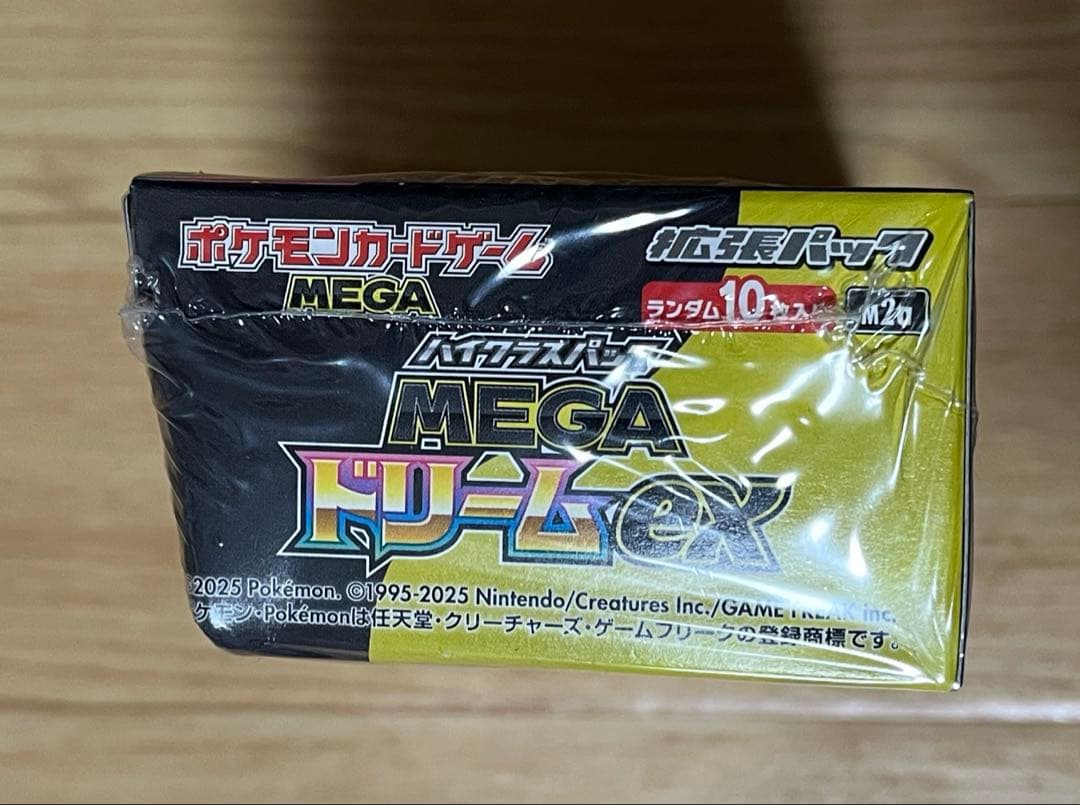 ポケモンカードゲーム
MEGA
拡張パック
ランダム10枚入り
M2a
ハイクラスパック
MEGA
ドリームex
2025 Pokémon. ©1995-2025 Nintendo/Creatures Inc./GAME FREAK inc.
ケモン・Pokémonは任天堂・クリーチャーズ・ゲームフリークの登録商標です。